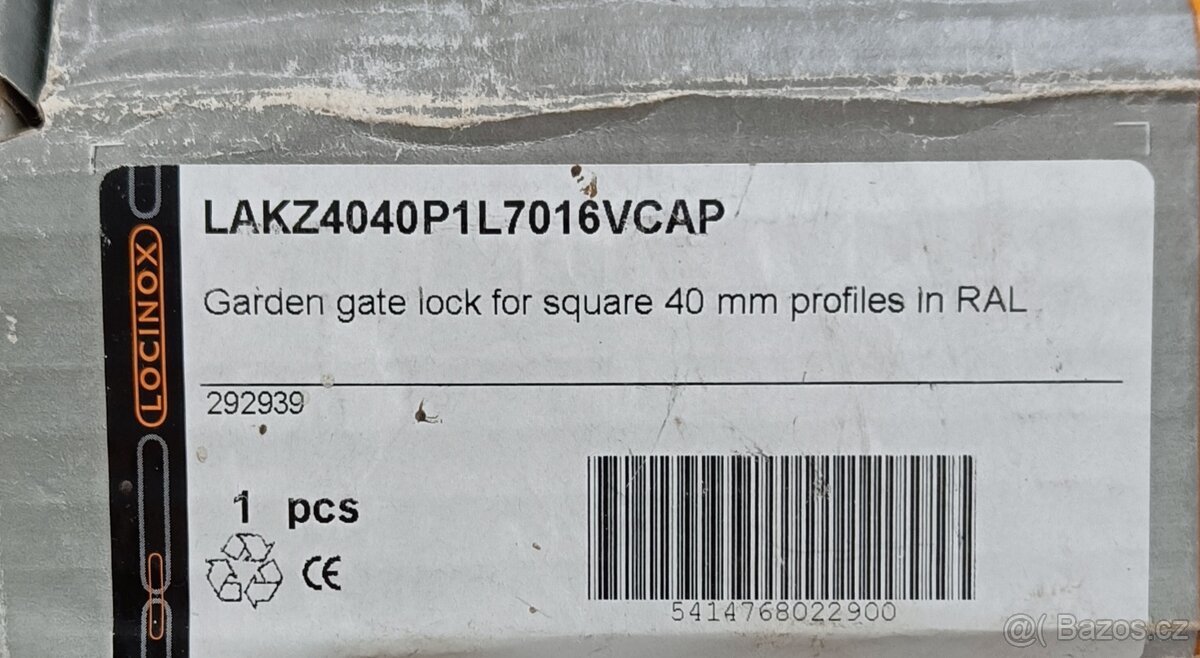 LAKZ4040P1L7016VCAP
Garden gate lock for square 40 mm profiles in RAL
LOCINOX
292939
1 pcs
CE
5414768022900
@( Bazos.cz